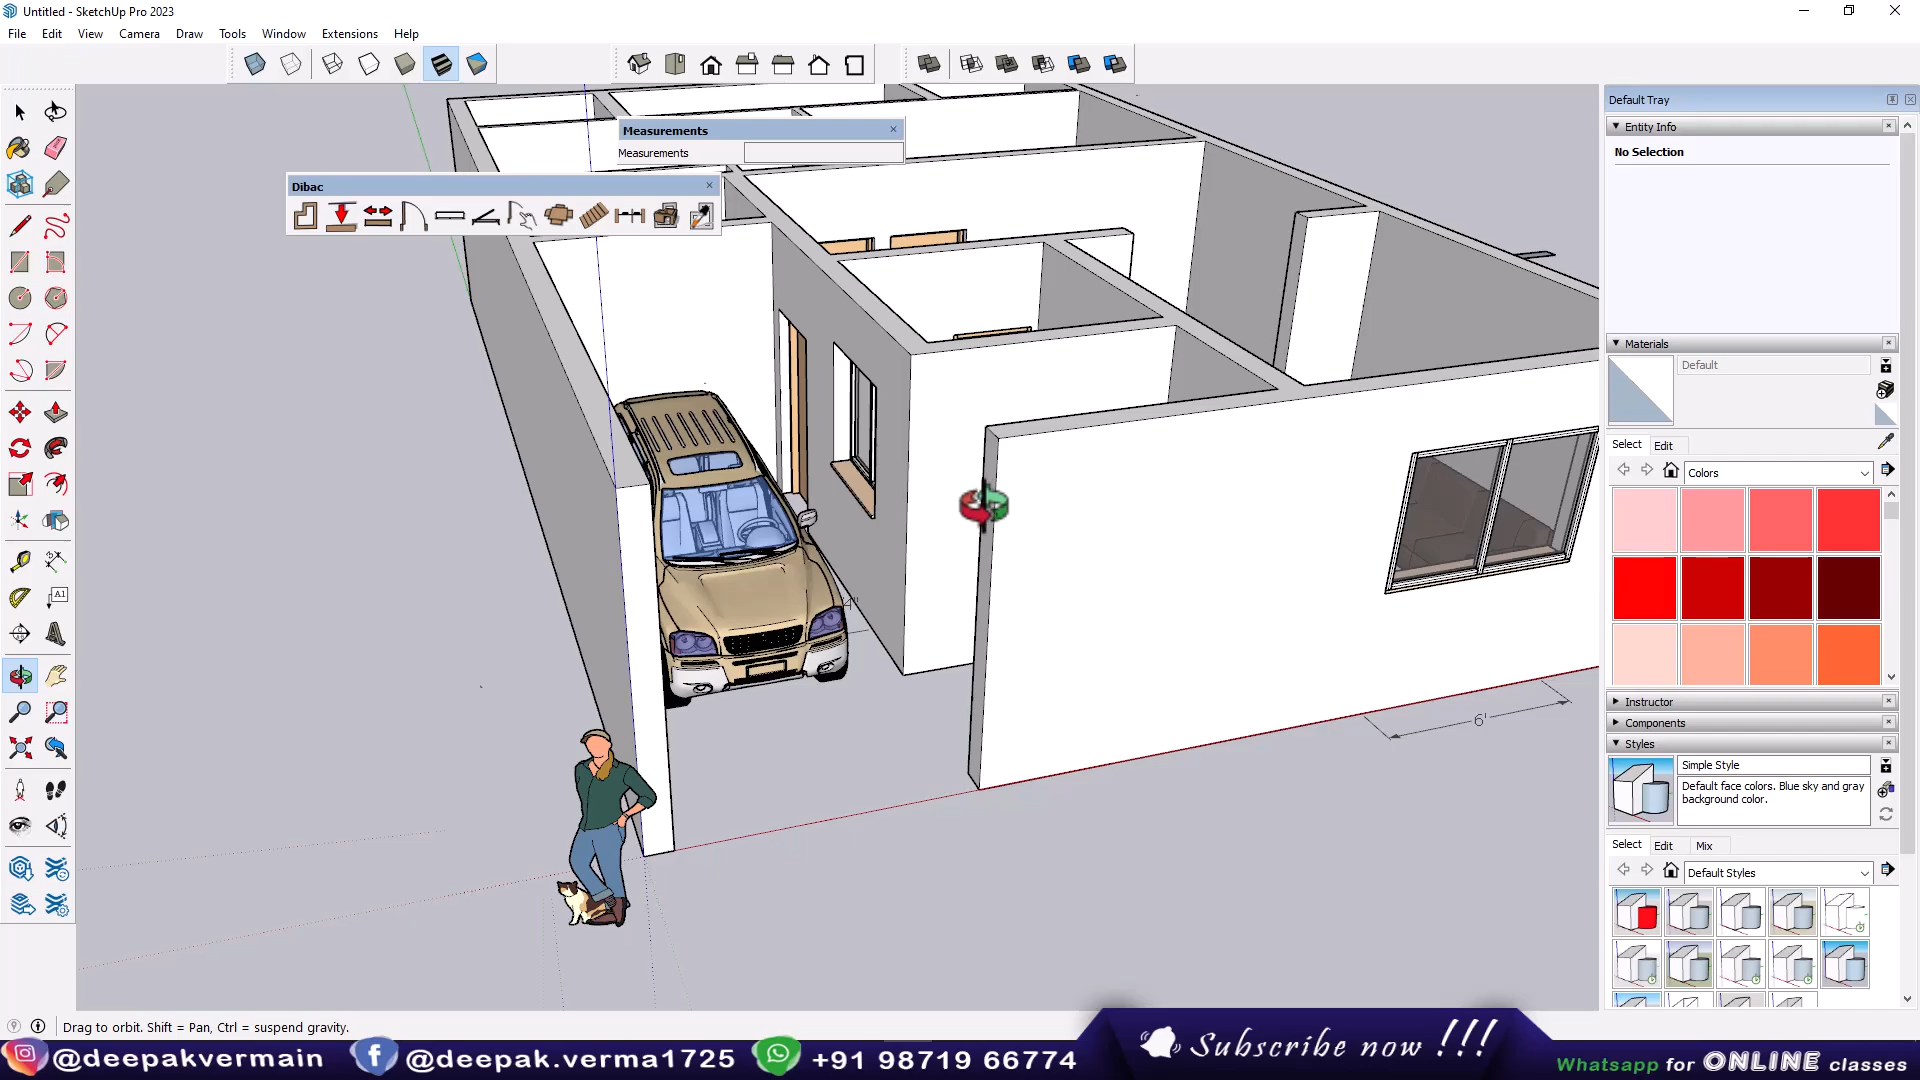 Untitled - SketchUp Pro 2023
File Edit View Camera Draw Tools Window Extensions Help
Default Tray
Entity Info
No Selection
Measurements
Measurements
Dibac
Materials
Default
Select Edit
Colors
A1
4"
6'
Instructor
Components
Styles
Simple Style
Default face colors. Blue sky and gray
background color.
Select Edit Mix
Default Styles
Drag to orbit. Shift = Pan, Ctrl = suspend gravity.
@deepakvermain @deepak.verma1725 +91 98719 66774
Subscribe now !!!
Whatsapp for ONLINE classes